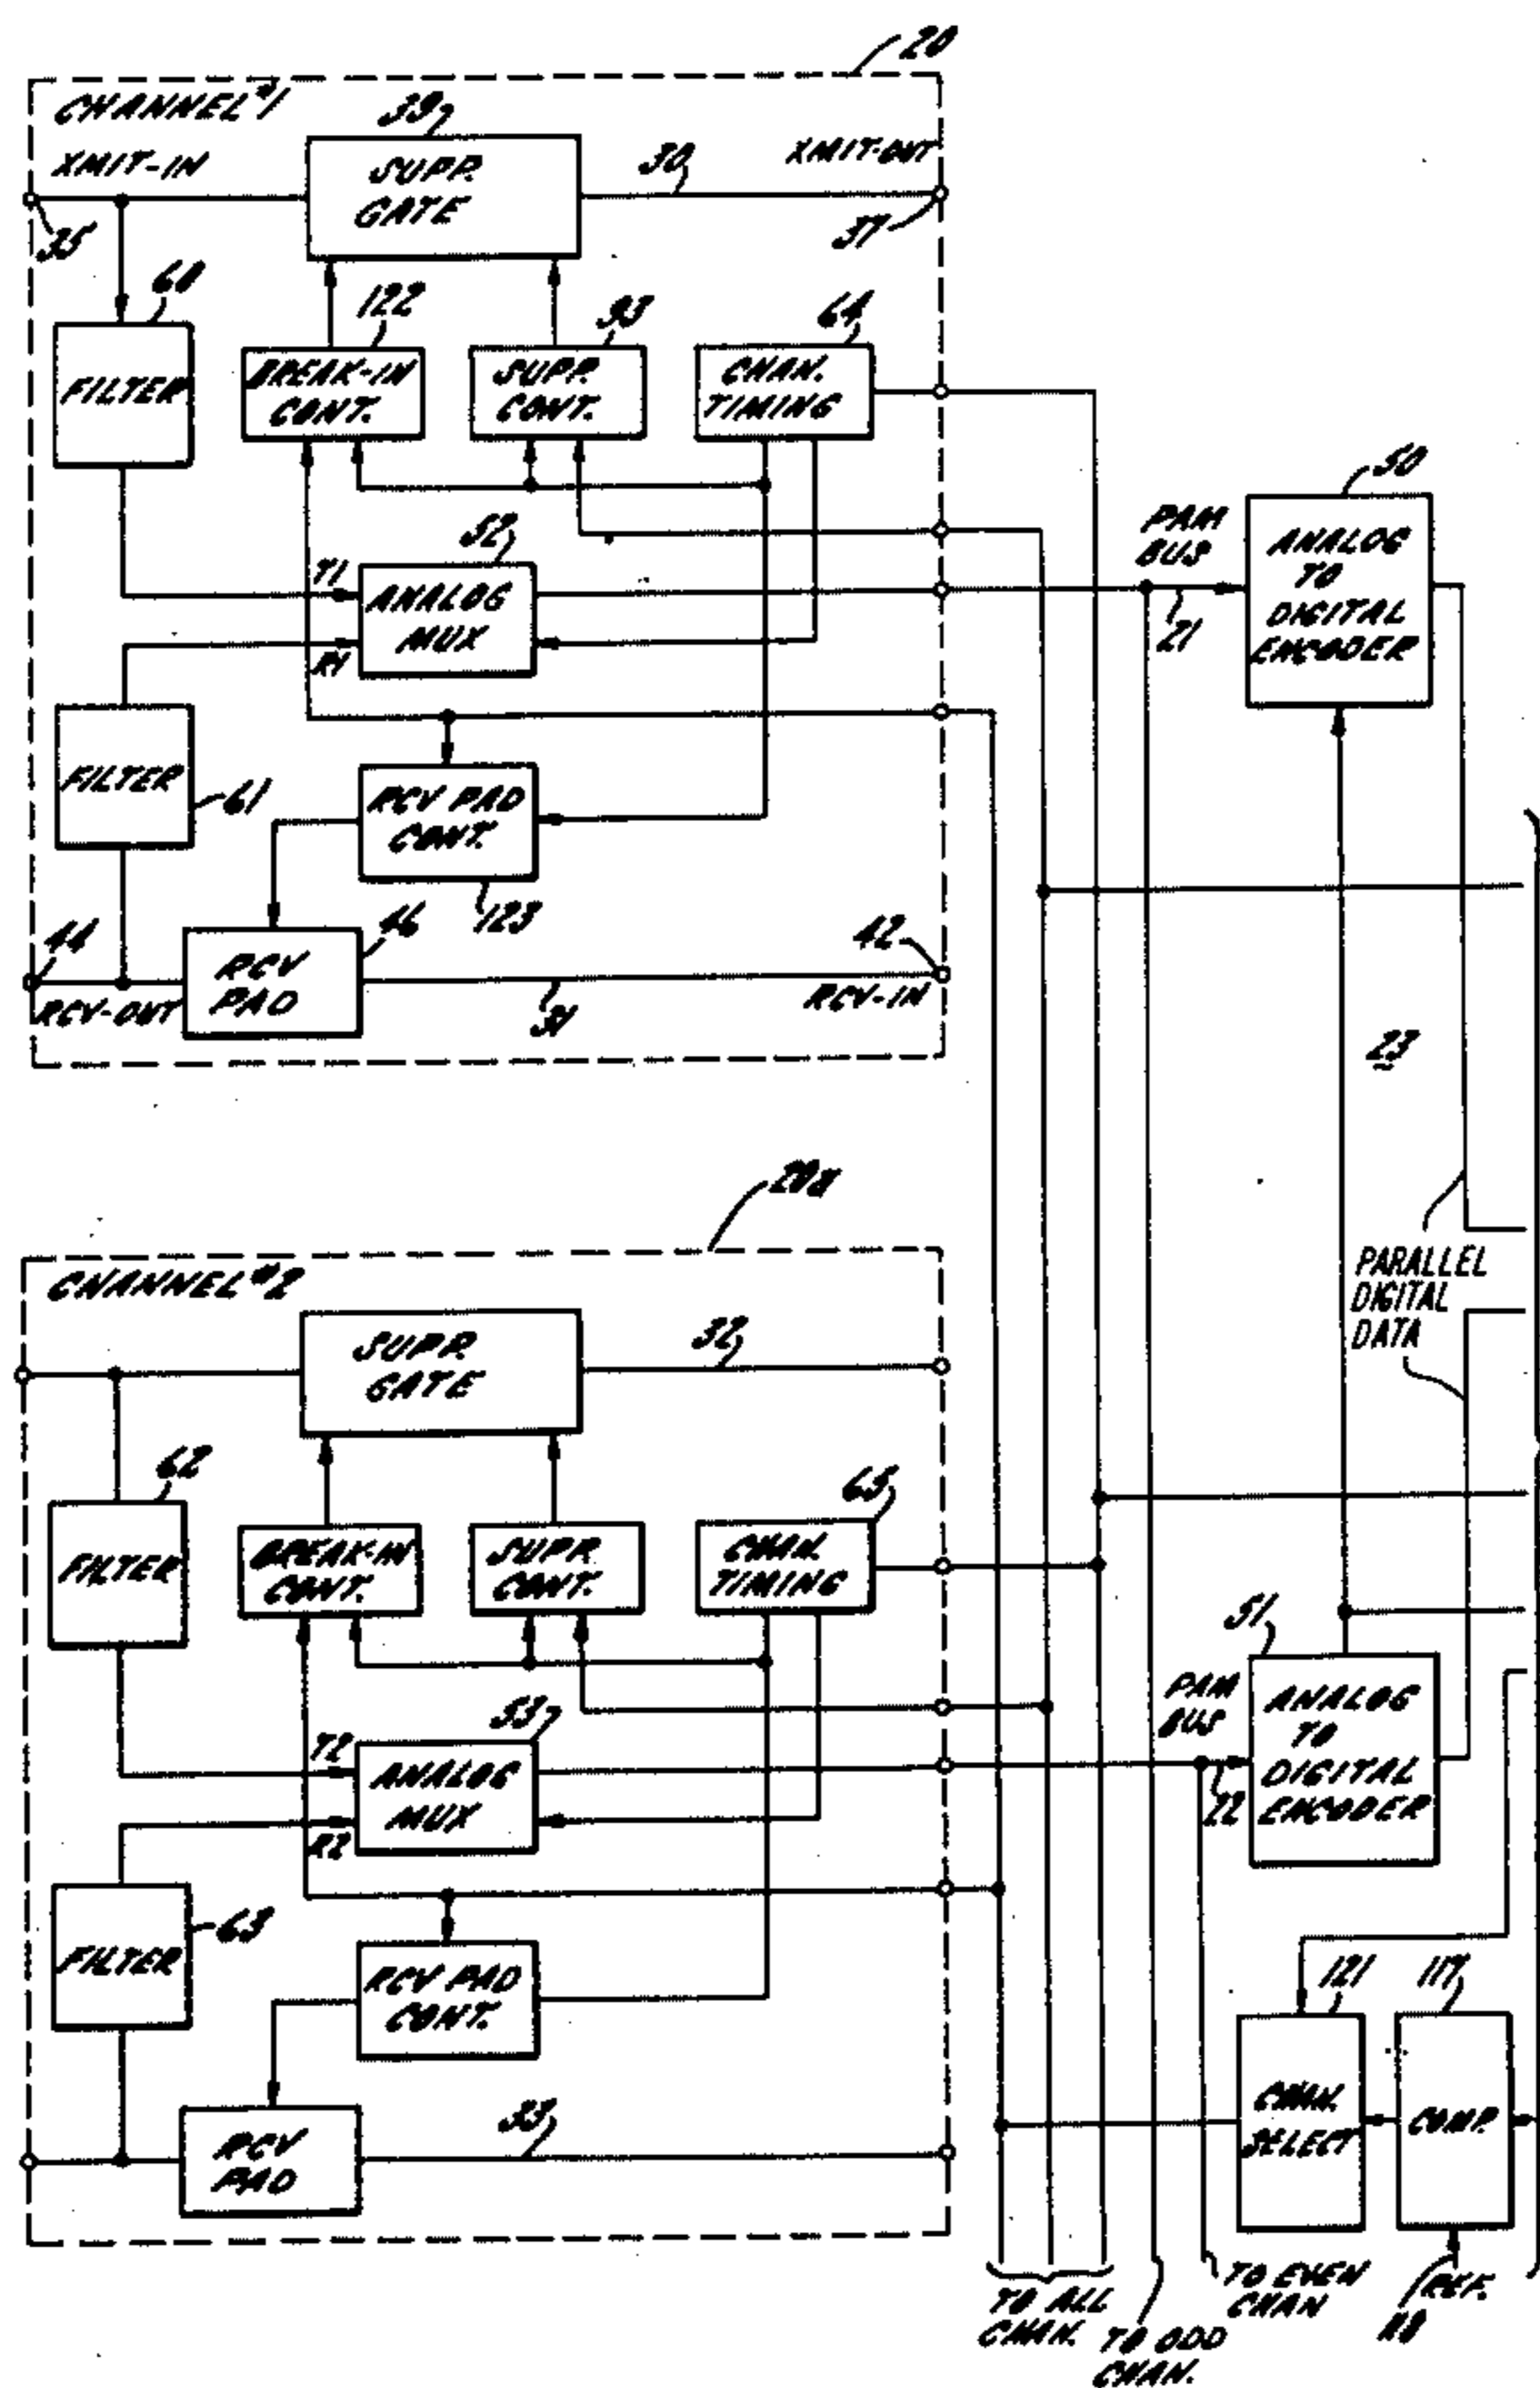 20
CHANNEL #1
39
XMIT-IN
SUPP.
GATE
30
XMIT-OUT
35
37
60
122
93
64
FILTER
BREAK-IN
CONT.
SUPP.
CONT.
CHAN.
TIMING
50
52
PAM
BUS
ANALOG
TO
DIGITAL
ENCODER
T1
ANALOG
MUX
21
R1
FILTER
61
RCV PAD
CONT.
123
44
46
42
RCV
PAD
RCV-OUT
31
RCV-IN
23
20a
PARALLEL
DIGITAL
DATA
CHANNEL #2
SUPP.
GATE
32
62
65
FILTER
BREAK-IN
CONT.
SUPP.
CONT.
CHAN.
TIMING
51
53
PAM
BUS
ANALOG
TO
DIGITAL
ENCODER
T2
ANALOG
MUX
22
R2
FILTER
63
RCV PAD
CONT.
121
117
CHAN.
SELECT
COMP.
33
RCV
PAD
TO ALL
CHAN.
TO ODD
CHAN.
TO EVEN
CHAN
118
REF.